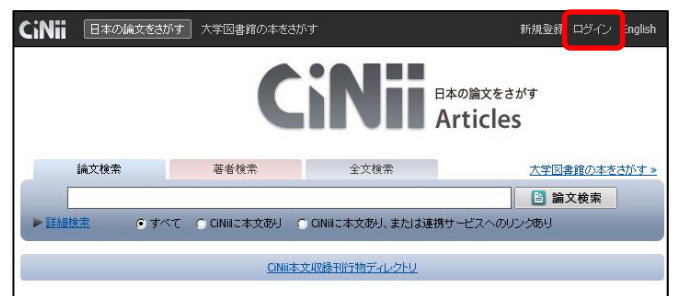 CiNii 日本の論文をさがす 大学図書館の本をさがす 新規登録 ログイン English
CiNii 日本の論文をさがす
Articles
論文検索 著者検索 全文検索 大学図書館の本をさがす »
論文検索
詳細検索 すべて CiNiiに本文あり CiNiiに本文あり、または連携サービスへのリンクあり
CiNii本文収録刊行物ディレクトリ